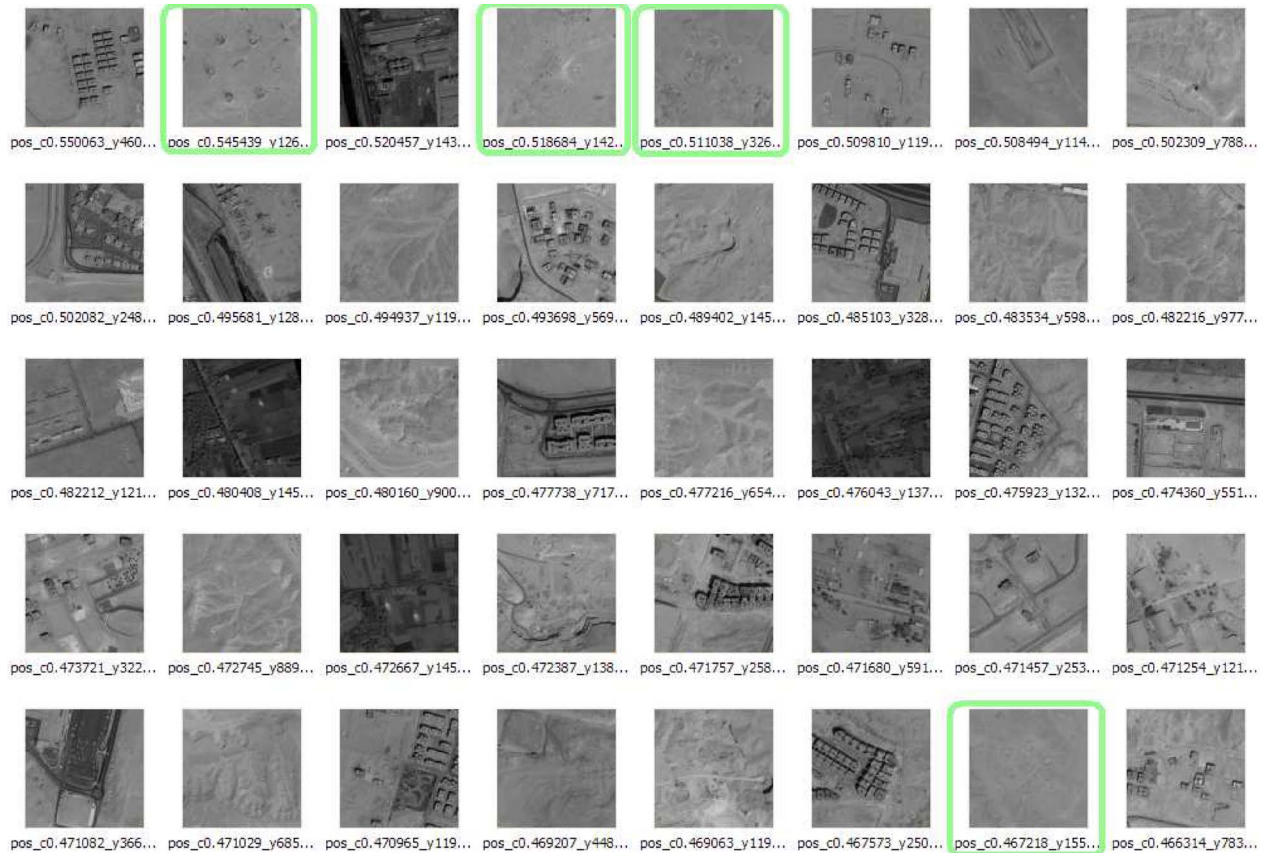 pos_c0.550063_y460... pos_c0.545439_y126... pos_c0.520457_y143... pos_c0.518684_y142... pos_c0.511038_y326... pos_c0.509810_y119... pos_c0.508494_y114... pos_c0.502309_y788...
pos_c0.502082_y248... pos_c0.495681_y128... pos_c0.494937_y119... pos_c0.493698_y569... pos_c0.489402_y145... pos_c0.485103_y328... pos_c0.483534_y598... pos_c0.482216_y977...
pos_c0.482212_y121... pos_c0.480408_y145... pos_c0.480160_y900... pos_c0.477738_y717... pos_c0.477216_y654... pos_c0.476043_y137... pos_c0.475923_y132... pos_c0.474360_y551...
pos_c0.473721_y322... pos_c0.472745_y889... pos_c0.472667_y145... pos_c0.472387_y138... pos_c0.471757_y258... pos_c0.471680_y591... pos_c0.471457_y253... pos_c0.471254_y121...
pos_c0.471082_y366... pos_c0.471029_y685... pos_c0.470965_y119... pos_c0.469207_y448... pos_c0.469063_y119... pos_c0.467573_y250... pos_c0.467218_y155... pos_c0.466314_y783...